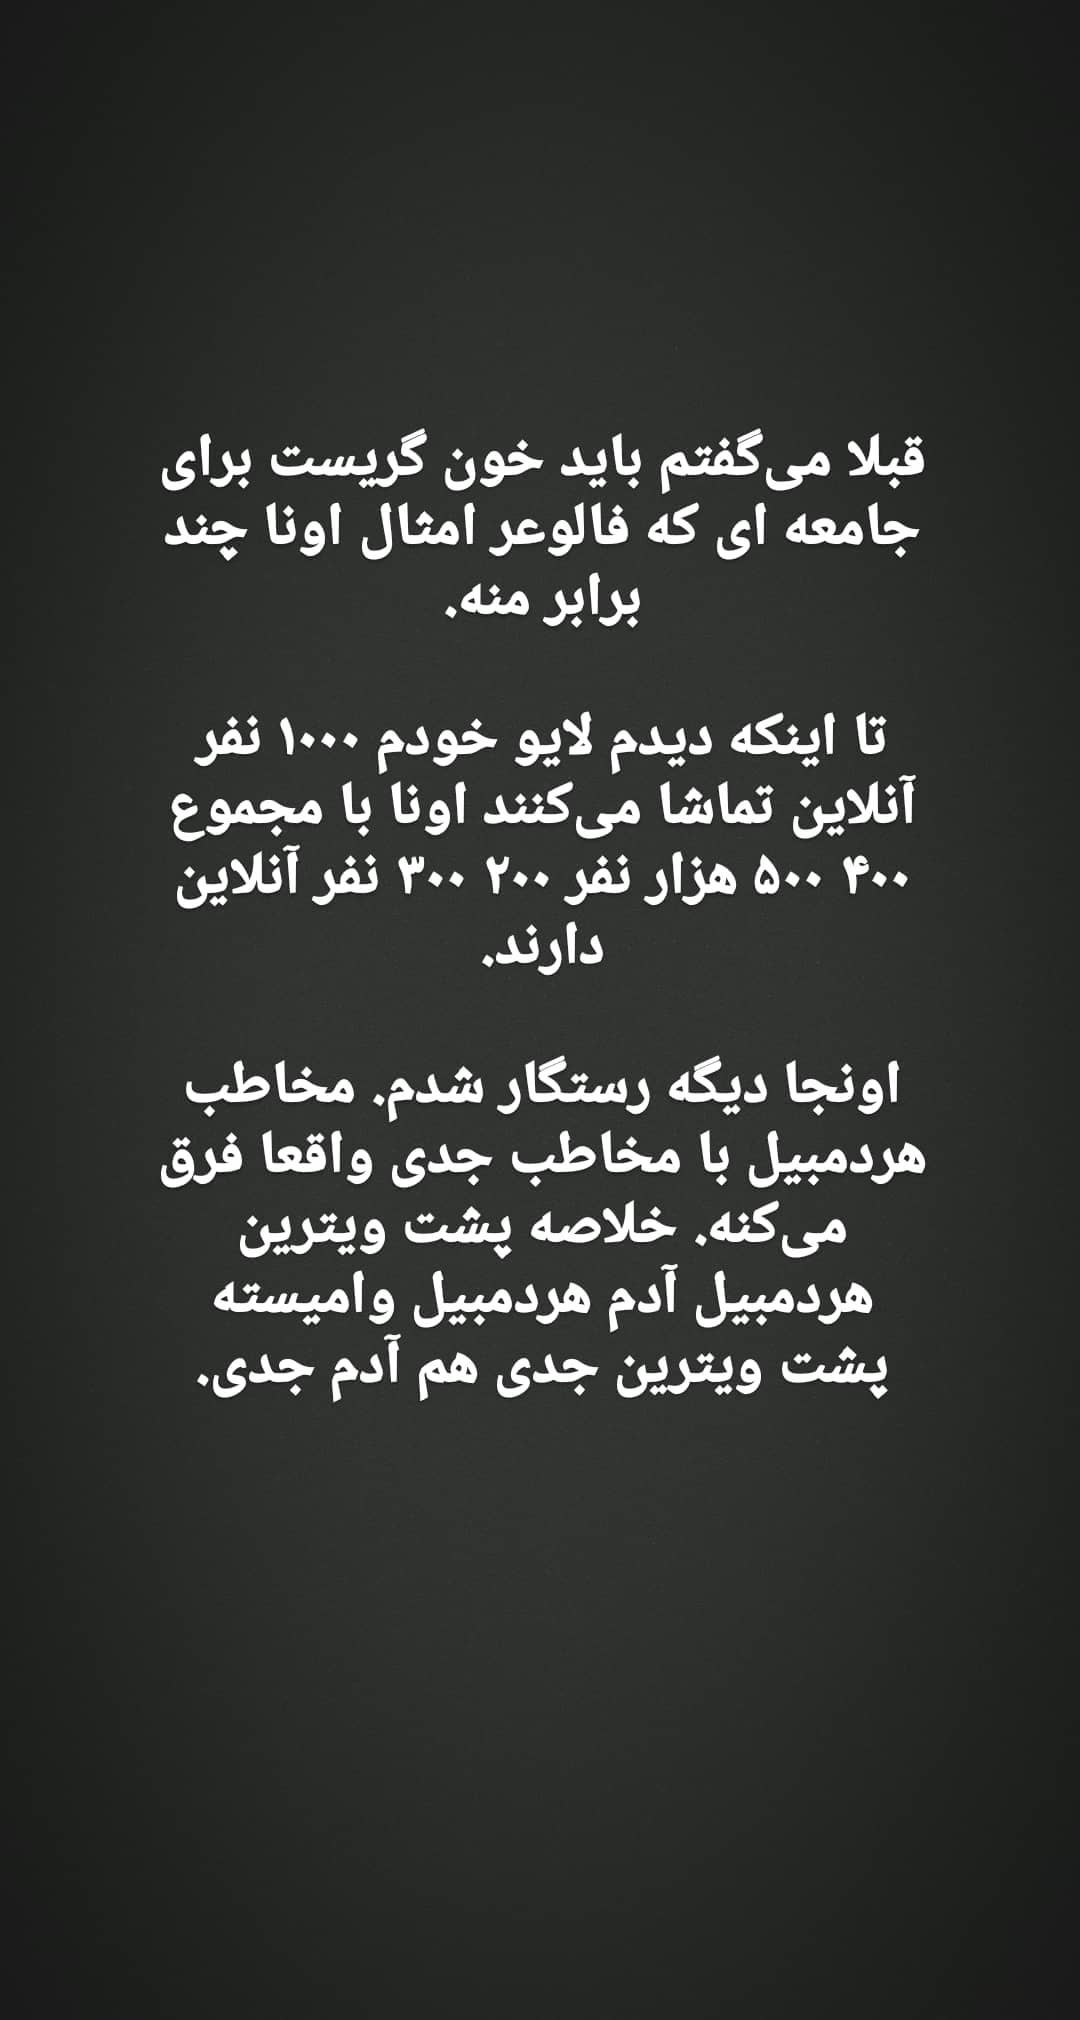 قبلا می‌گفتم باید خون گریست برای
جامعه ای که فالوعر امثال اونا چند
برابر منه.
تا اینکه دیدم لایو خودم ۱۰۰۰ نفر
آنلاین تماشا می‌کنند اونا با مجموع
۴۰۰ ۵۰۰ هزار نفر ۲۰۰ ۳۰۰ نفر آنلاین
دارند.
اونجا دیگه رستگار شدم. مخاطب
هردمبیل با مخاطب جدی واقعا فرق
می‌کنه. خلاصه پشت ویترین
هردمبیل آدم هردمبیل وامیسته
پشت ویترین جدی هم آدم جدی.